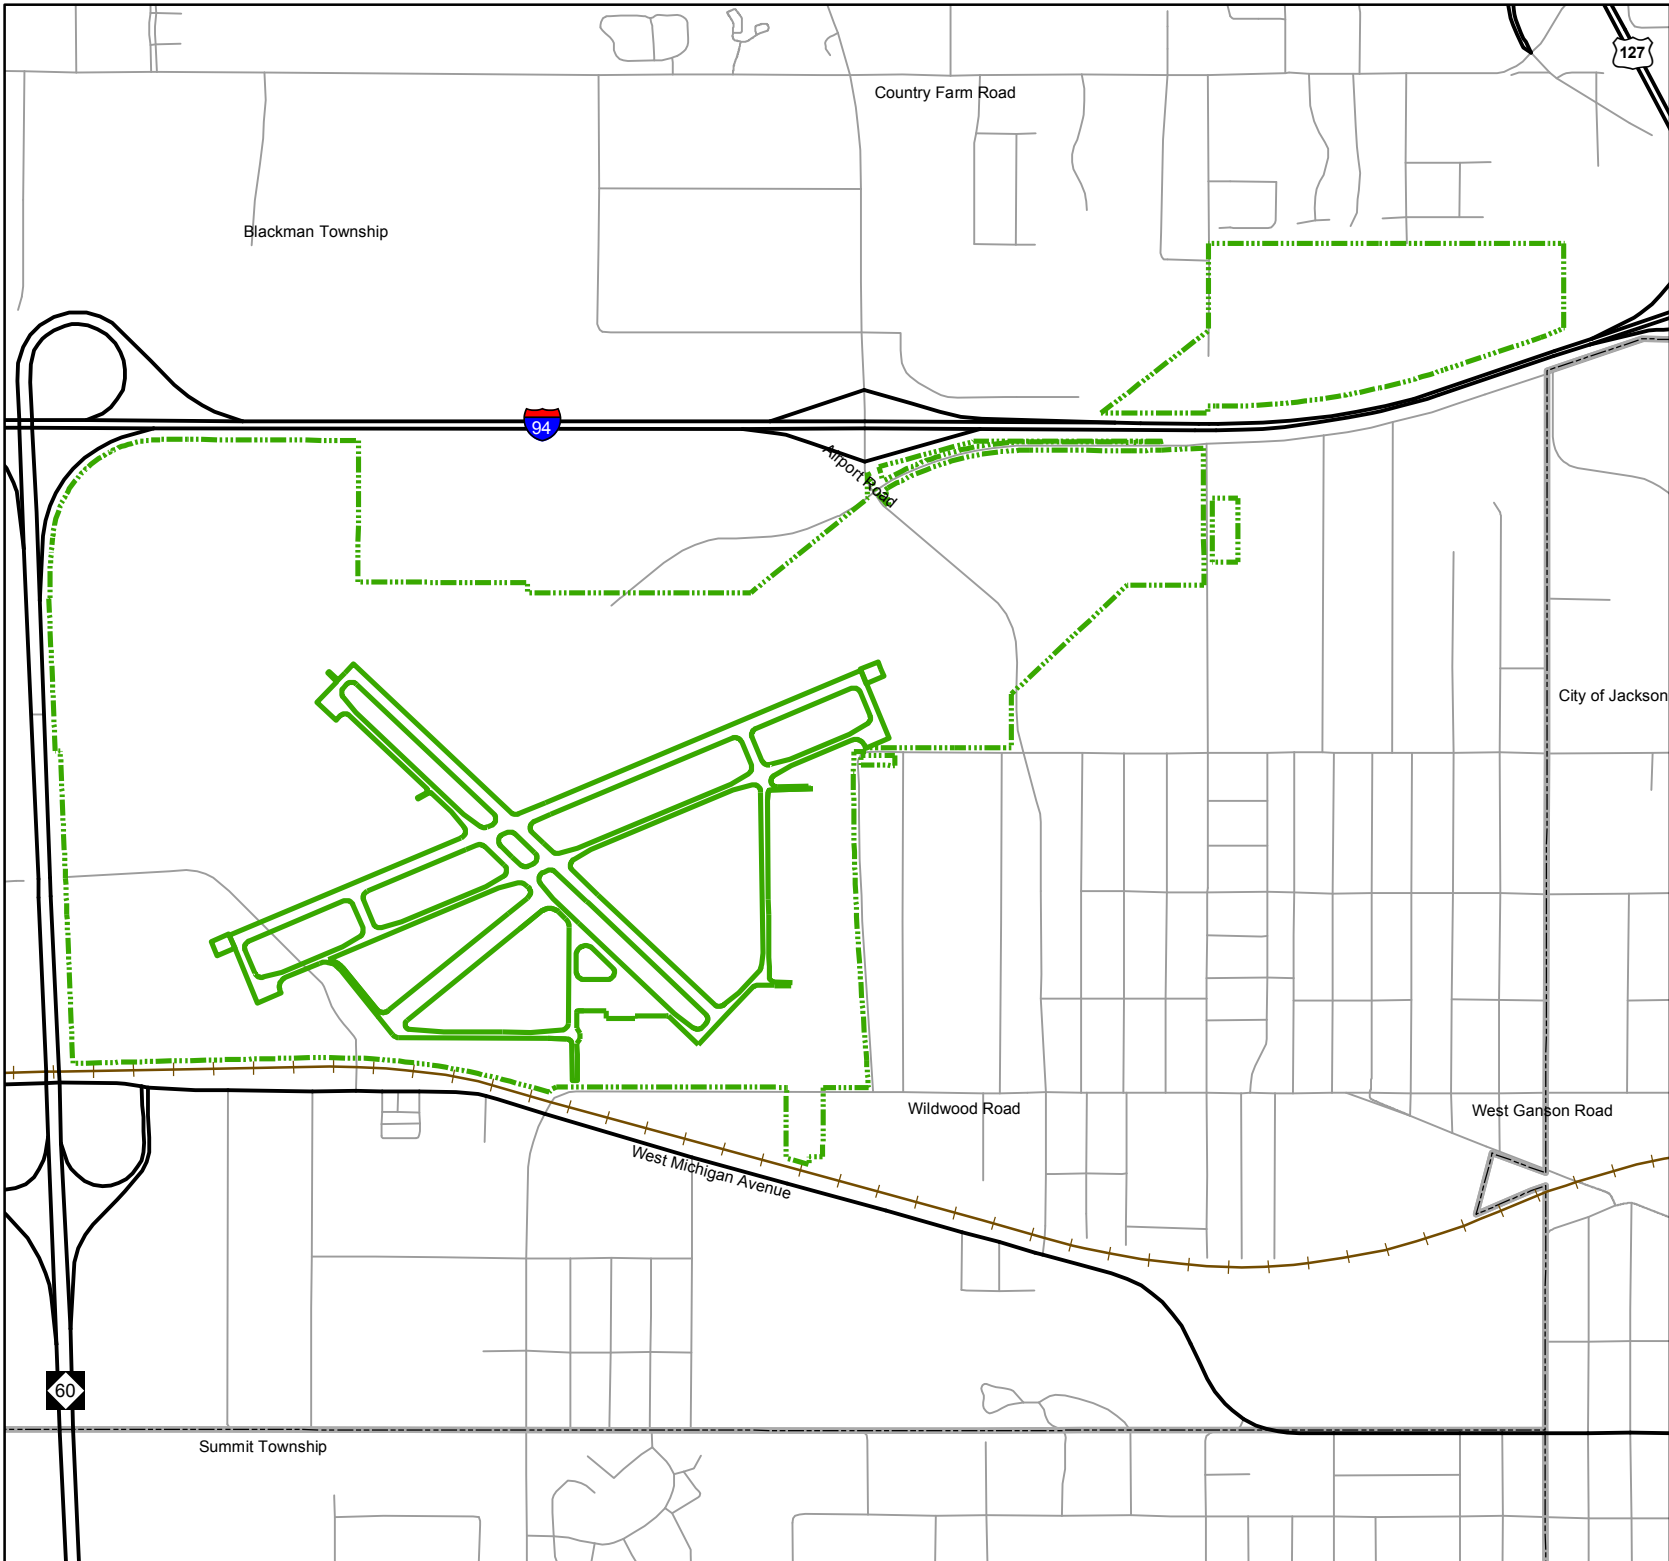 127
Country Farm Road
Blackman Township
94
Airport Road
City of Jackson
Wildwood Road
West Ganson Road
West Michigan Avenue
60
Summit Township